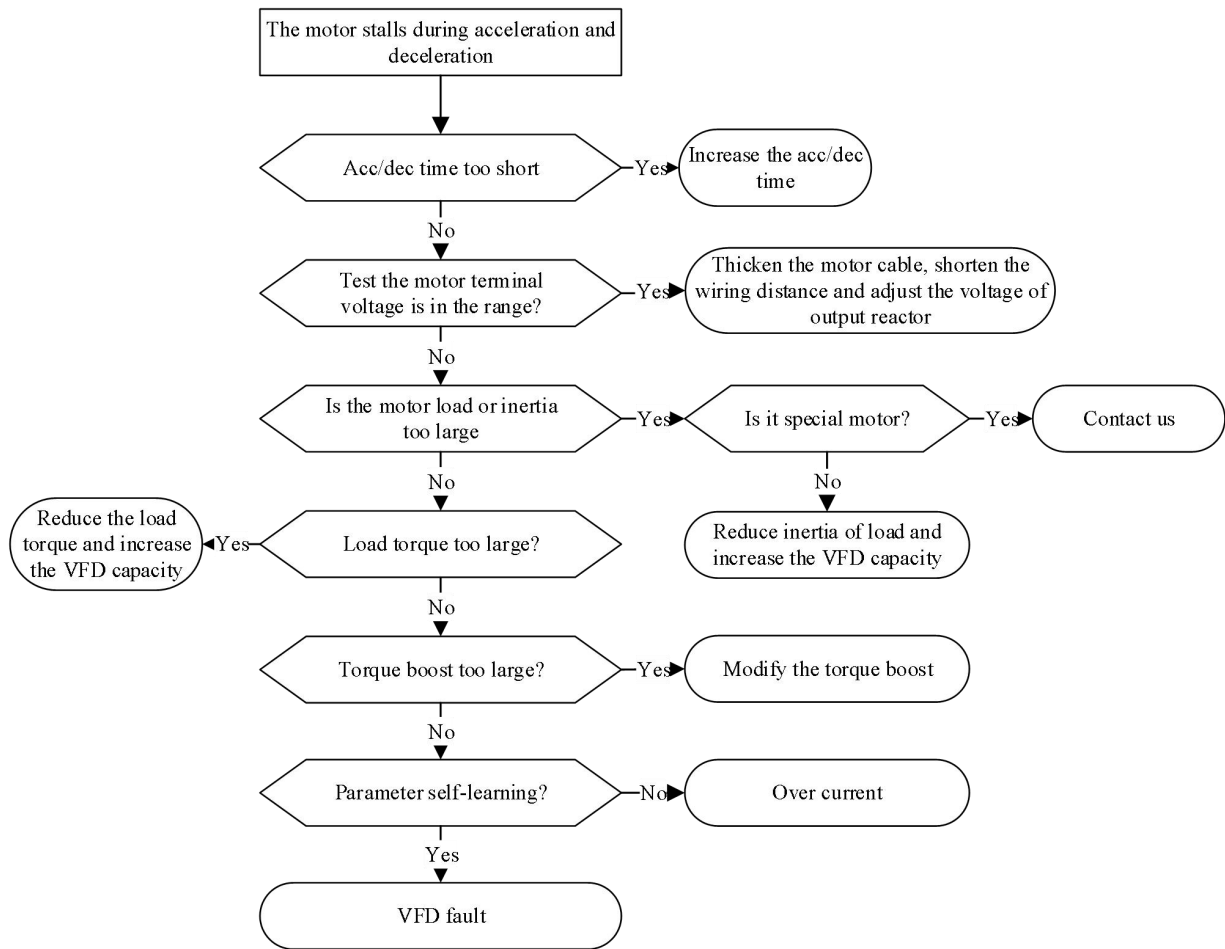 The motor stalls during acceleration and
deceleration
Acc/dec time too short
Yes
Increase the acc/dec
time
No
Test the motor terminal
voltage is in the range?
Yes
Thicken the motor cable, shorten the
wiring distance and adjust the voltage of
output reactor
No
Is the motor load or inertia
too large
Yes
Is it special motor?
Yes
Contact us
No
No
Reduce the load
torque and increase
the VFD capacity
Yes
Load torque too large?
Reduce inertia of load and
increase the VFD capacity
No
Torque boost too large?
Yes
Modify the torque boost
No
Parameter self-learning?
No
Over current
Yes
VFD fault